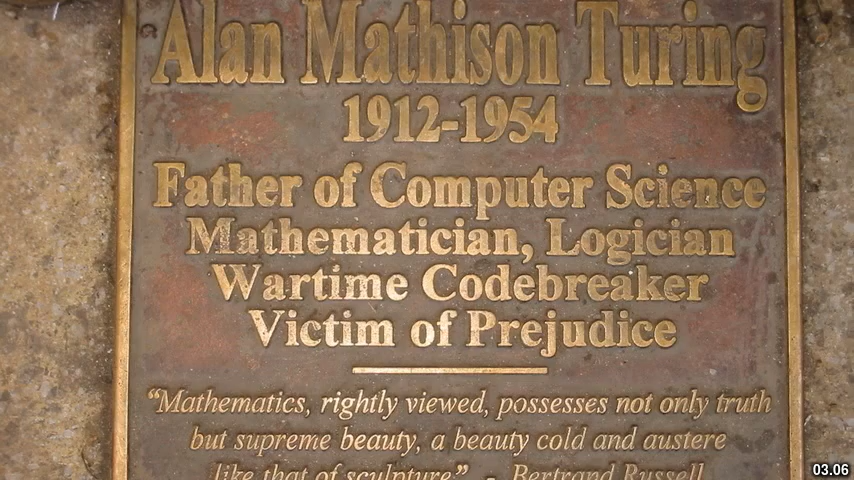 Alan Mathison Turing
1912-1954
Father of Computer Science
Mathematician, Logician
Wartime Codebreaker
Victim of Prejudice
“Mathematics, rightly viewed, possesses not only truth
but supreme beauty, a beauty cold and austere
like that of sculpture” - Bertrand Russell
03.06